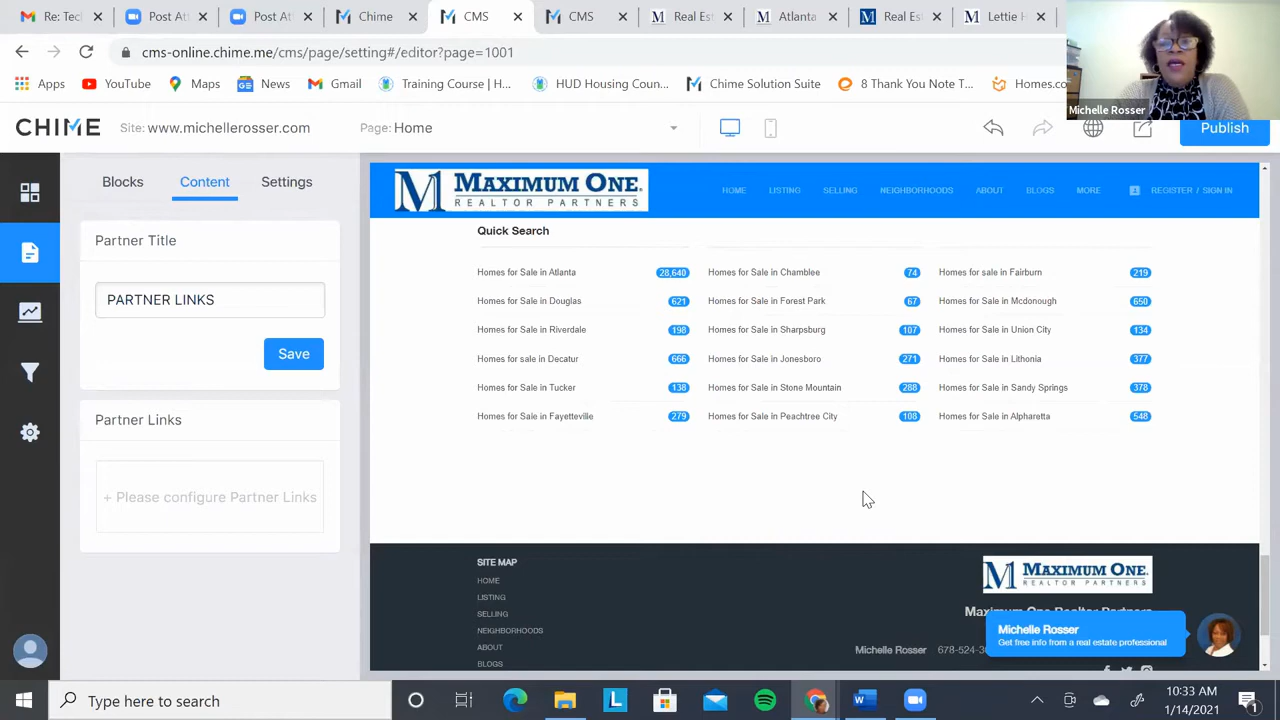 Re: Tec
Post Att
Chime
CMS
CMS
Real Es
Atlanta
Real Es
Lettie H
cms-online.chime.me/cms/page/setting#/editor?page=1001
Apps
YouTube
Maps
News
Gmail
Training Course | H...
HUD Housing Coun...
Chime Solution Suite
8 Thank You Note T...
Homes.co
Michelle Rosser
CHIME
Site: www.michellerosser.com
Page: Home
Publish
Blocks
Content
Settings
Partner Title
PARTNER LINKS
Save
Partner Links
+ Please configure Partner Links
MAXIMUM ONE
REALTOR PARTNERS
HOME
LISTING
SELLING
NEIGHBORHOODS
ABOUT
BLOGS
MORE
REGISTER / SIGN IN
Quick Search
Homes for Sale in Atlanta 28,640
Homes for Sale in Chamblee 74
Homes for sale in Fairburn 219
Homes for Sale in Douglas 621
Homes for Sale in Forest Park 67
Homes for Sale in Mcdonough 650
Homes for Sale in Riverdale 198
Homes for Sale in Sharpsburg 107
Homes for Sale in Union City 134
Homes for sale in Decatur 666
Homes for Sale in Jonesboro 271
Homes for Sale in Lithonia 377
Homes for Sale in Tucker 138
Homes for Sale in Stone Mountain 288
Homes for Sale in Sandy Springs 378
Homes for Sale in Fayetteville 279
Homes for Sale in Peachtree City 108
Homes for Sale in Alpharetta 548
SITE MAP
HOME
LISTING
SELLING
NEIGHBORHOODS
ABOUT
BLOGS
MAXIMUM ONE
REALTOR PARTNERS
Maximum One Realtor Partners
Michelle Rosser 678-524-3
Michelle Rosser
Get free info from a real estate professional
Type here to search
10:33 AM
1/14/2021